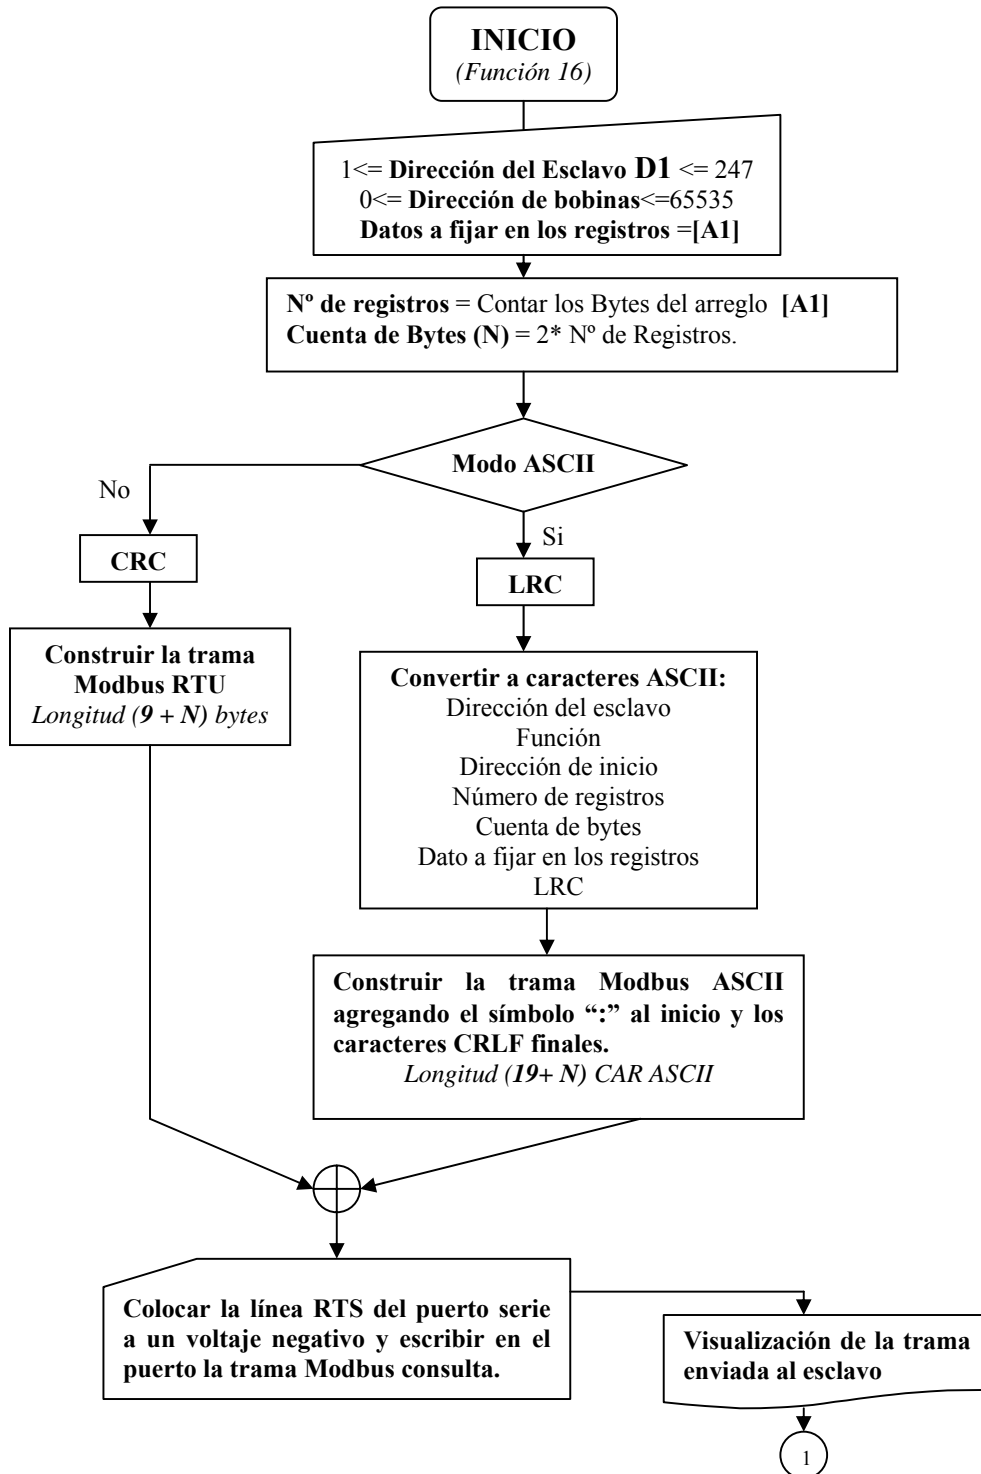 INICIO
(Función 16)
1<= Dirección del Esclavo D1 <= 247
0<= Dirección de bobinas<=65535
Datos a fijar en los registros =[A1]
Nº de registros = Contar los Bytes del arreglo [A1]
Cuenta de Bytes (N) = 2* Nº de Registros.
Modo ASCII
No
Si
CRC
LRC
Construir la trama
Modbus RTU
Longitud (9 + N) bytes
Convertir a caracteres ASCII:
Dirección del esclavo
Función
Dirección de inicio
Número de registros
Cuenta de bytes
Dato a fijar en los registros
LRC
Construir la trama Modbus ASCII
agregando el símbolo “:” al inicio y los
caracteres CRLF finales.
Longitud (19+ N) CAR ASCII
Colocar la línea RTS del puerto serie
a un voltaje negativo y escribir en el
puerto la trama Modbus consulta.
Visualización de la trama
enviada al esclavo
1